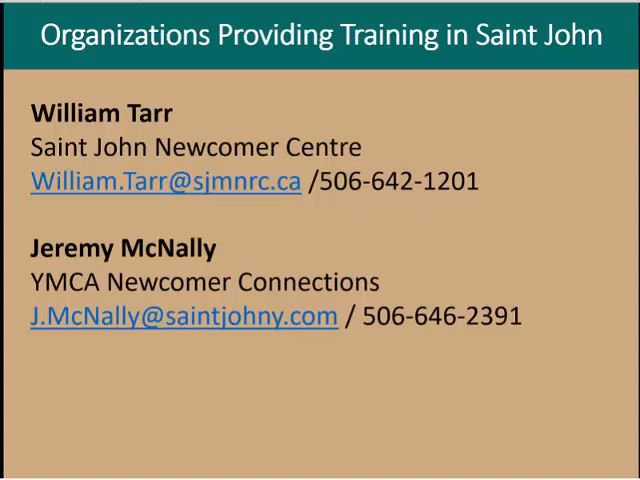 Organizations Providing Training in Saint John
William Tarr
Saint John Newcomer Centre
William.Tarr@sjmnrc.ca /506-642-1201
Jeremy McNally
YMCA Newcomer Connections
J.McNally@saintjohny.com / 506-646-2391